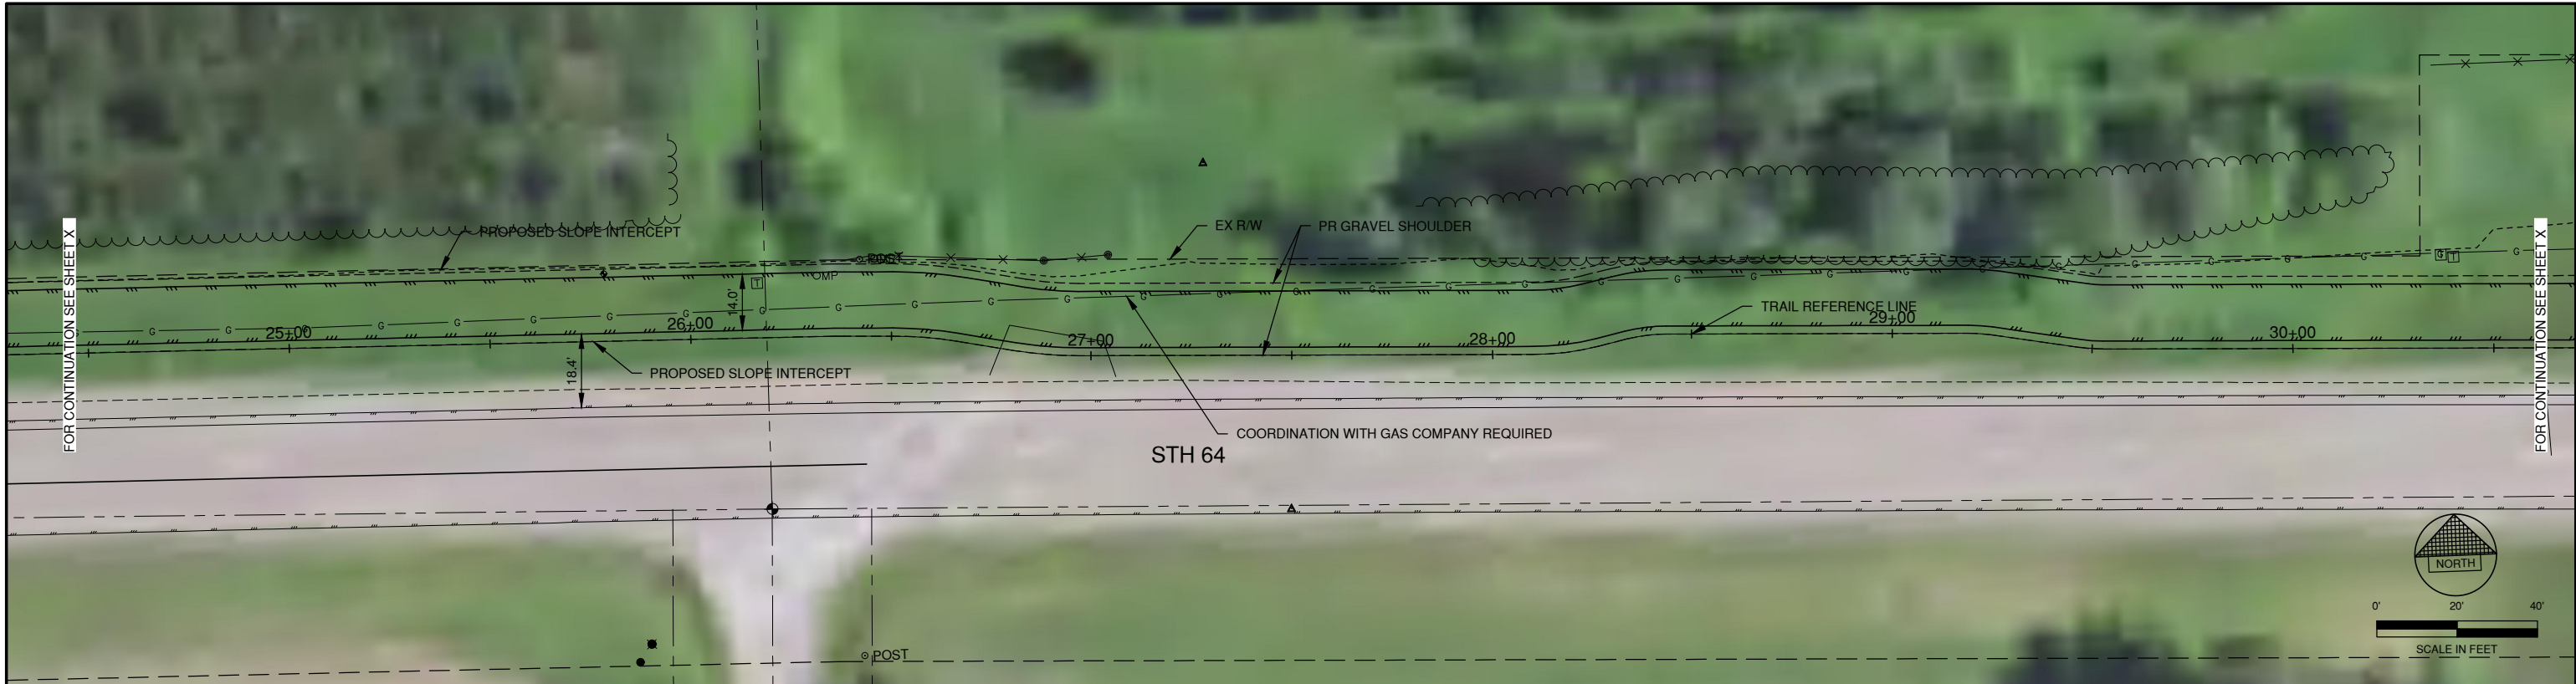 FOR CONTINUATION SEE SHEET X
PROPOSED SLOPE INTERCEPT
EX R/W
PR GRAVEL SHOULDER
POST
OMP
T
14.0'
G G G G G G G G G G G G G G G G G G G G G G G G G G G G G G
G T
TRAIL REFERENCE LINE
25+00
26+00
27+00
28+00
29+00
30+00
18.4'
PROPOSED SLOPE INTERCEPT
COORDINATION WITH GAS COMPANY REQUIRED
STH 64
FOR CONTINUATION SEE SHEET X
POST
NORTH
0' 20' 40'
SCALE IN FEET